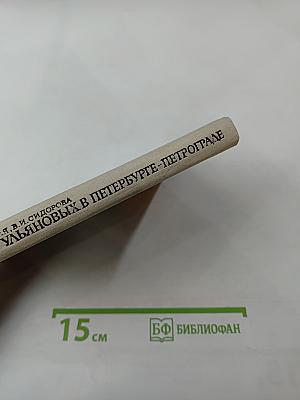 В.И.СИДОРОВА
УЛЬЯНОВЫХ В ПЕТЕРБУРГЕ-ПЕТРОГРАДЕ
15 см
БФ БИБЛИОФАН